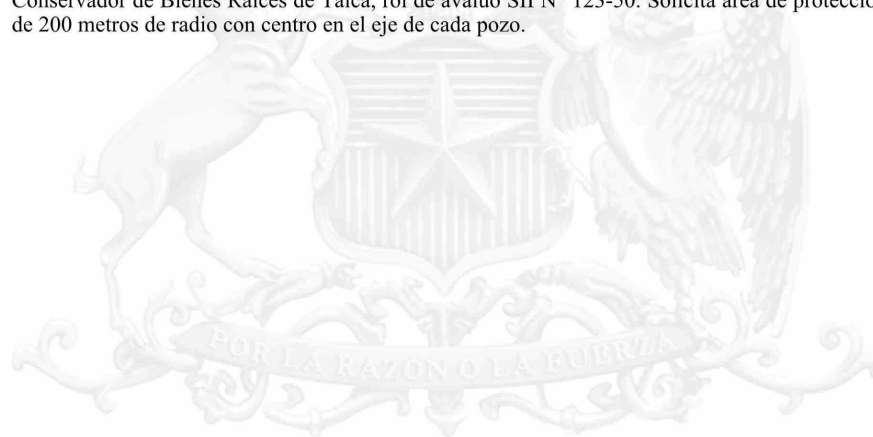 Conservador de Bienes Raíces de Talca, rol de avalúo SII N° 123-50. Solicita área de protecció
de 200 metros de radio con centro en el eje de cada pozo.
POR LA RAZON O LA FUERZA